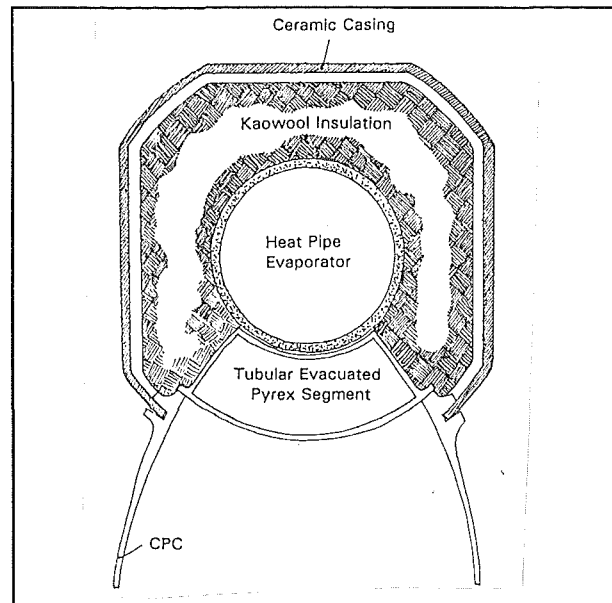 Ceramic Casing
Kaowool Insulation
Heat Pipe
Evaporator
Tubular Evacuated
Pyrex Segment
CPC